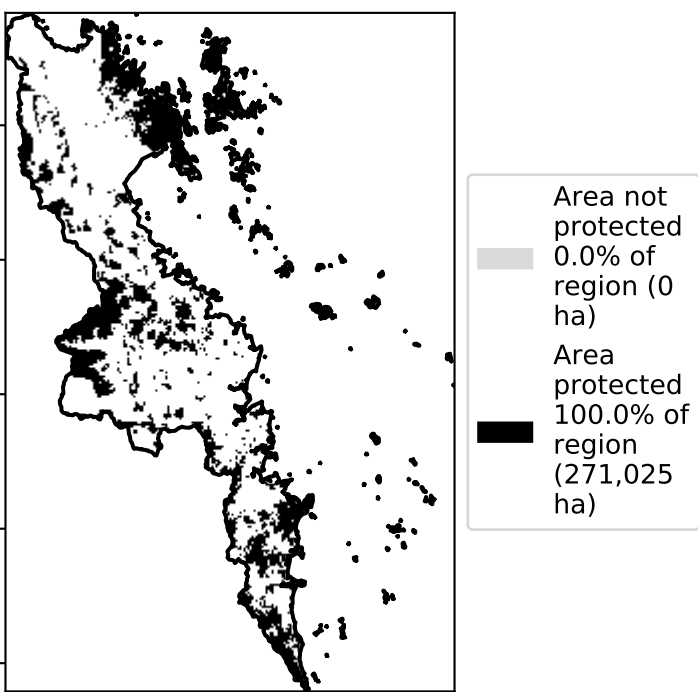 Area not
protected
0.0% of
region (0
ha)
Area
protected
100.0% of
region
(271,025
ha)